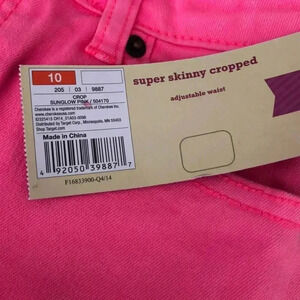 10
205 / 03 / 9887
CROP
SUNGLOW PINK / 504170
Cherokee is a registered trademark of Cherokee Inc.
www.cherokeeusa.com
Distributed by Target Corp., Minneapolis, MN 55403
Shop Target.com
Made in China
4 92050 39887 7
F16833900-Q4/14
super skinny cropped
adjustable waist